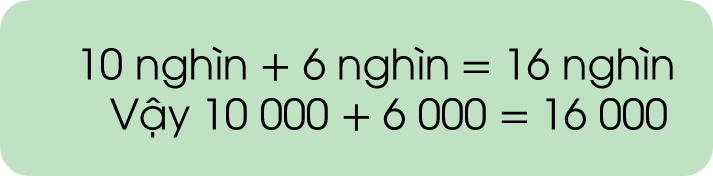 10 nghìn + 6 nghìn = 16 nghìn
Vậy 10 000 + 6 000 = 16 000